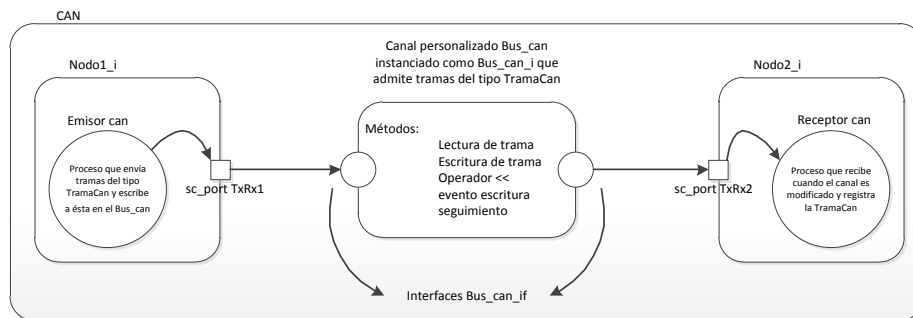 CAN
Canal personalizado Bus_can
instanciado como Bus_can_i que
admite tramas del tipo TramaCan
Nodo1_i
Emisor can
Proceso que envía
tramas del tipo
TramaCan y escribe
a ésta en el Bus_can
sc_port TxRx1
Métodos:
Lectura de trama
Escritura de trama
Operador <<
evento escritura
seguimiento
Nodo2_i
Receptor can
Proceso que recibe
cuando el canal es
modificado y registra
la TramaCan
sc_port TxRx2
Interfaces Bus_can_if